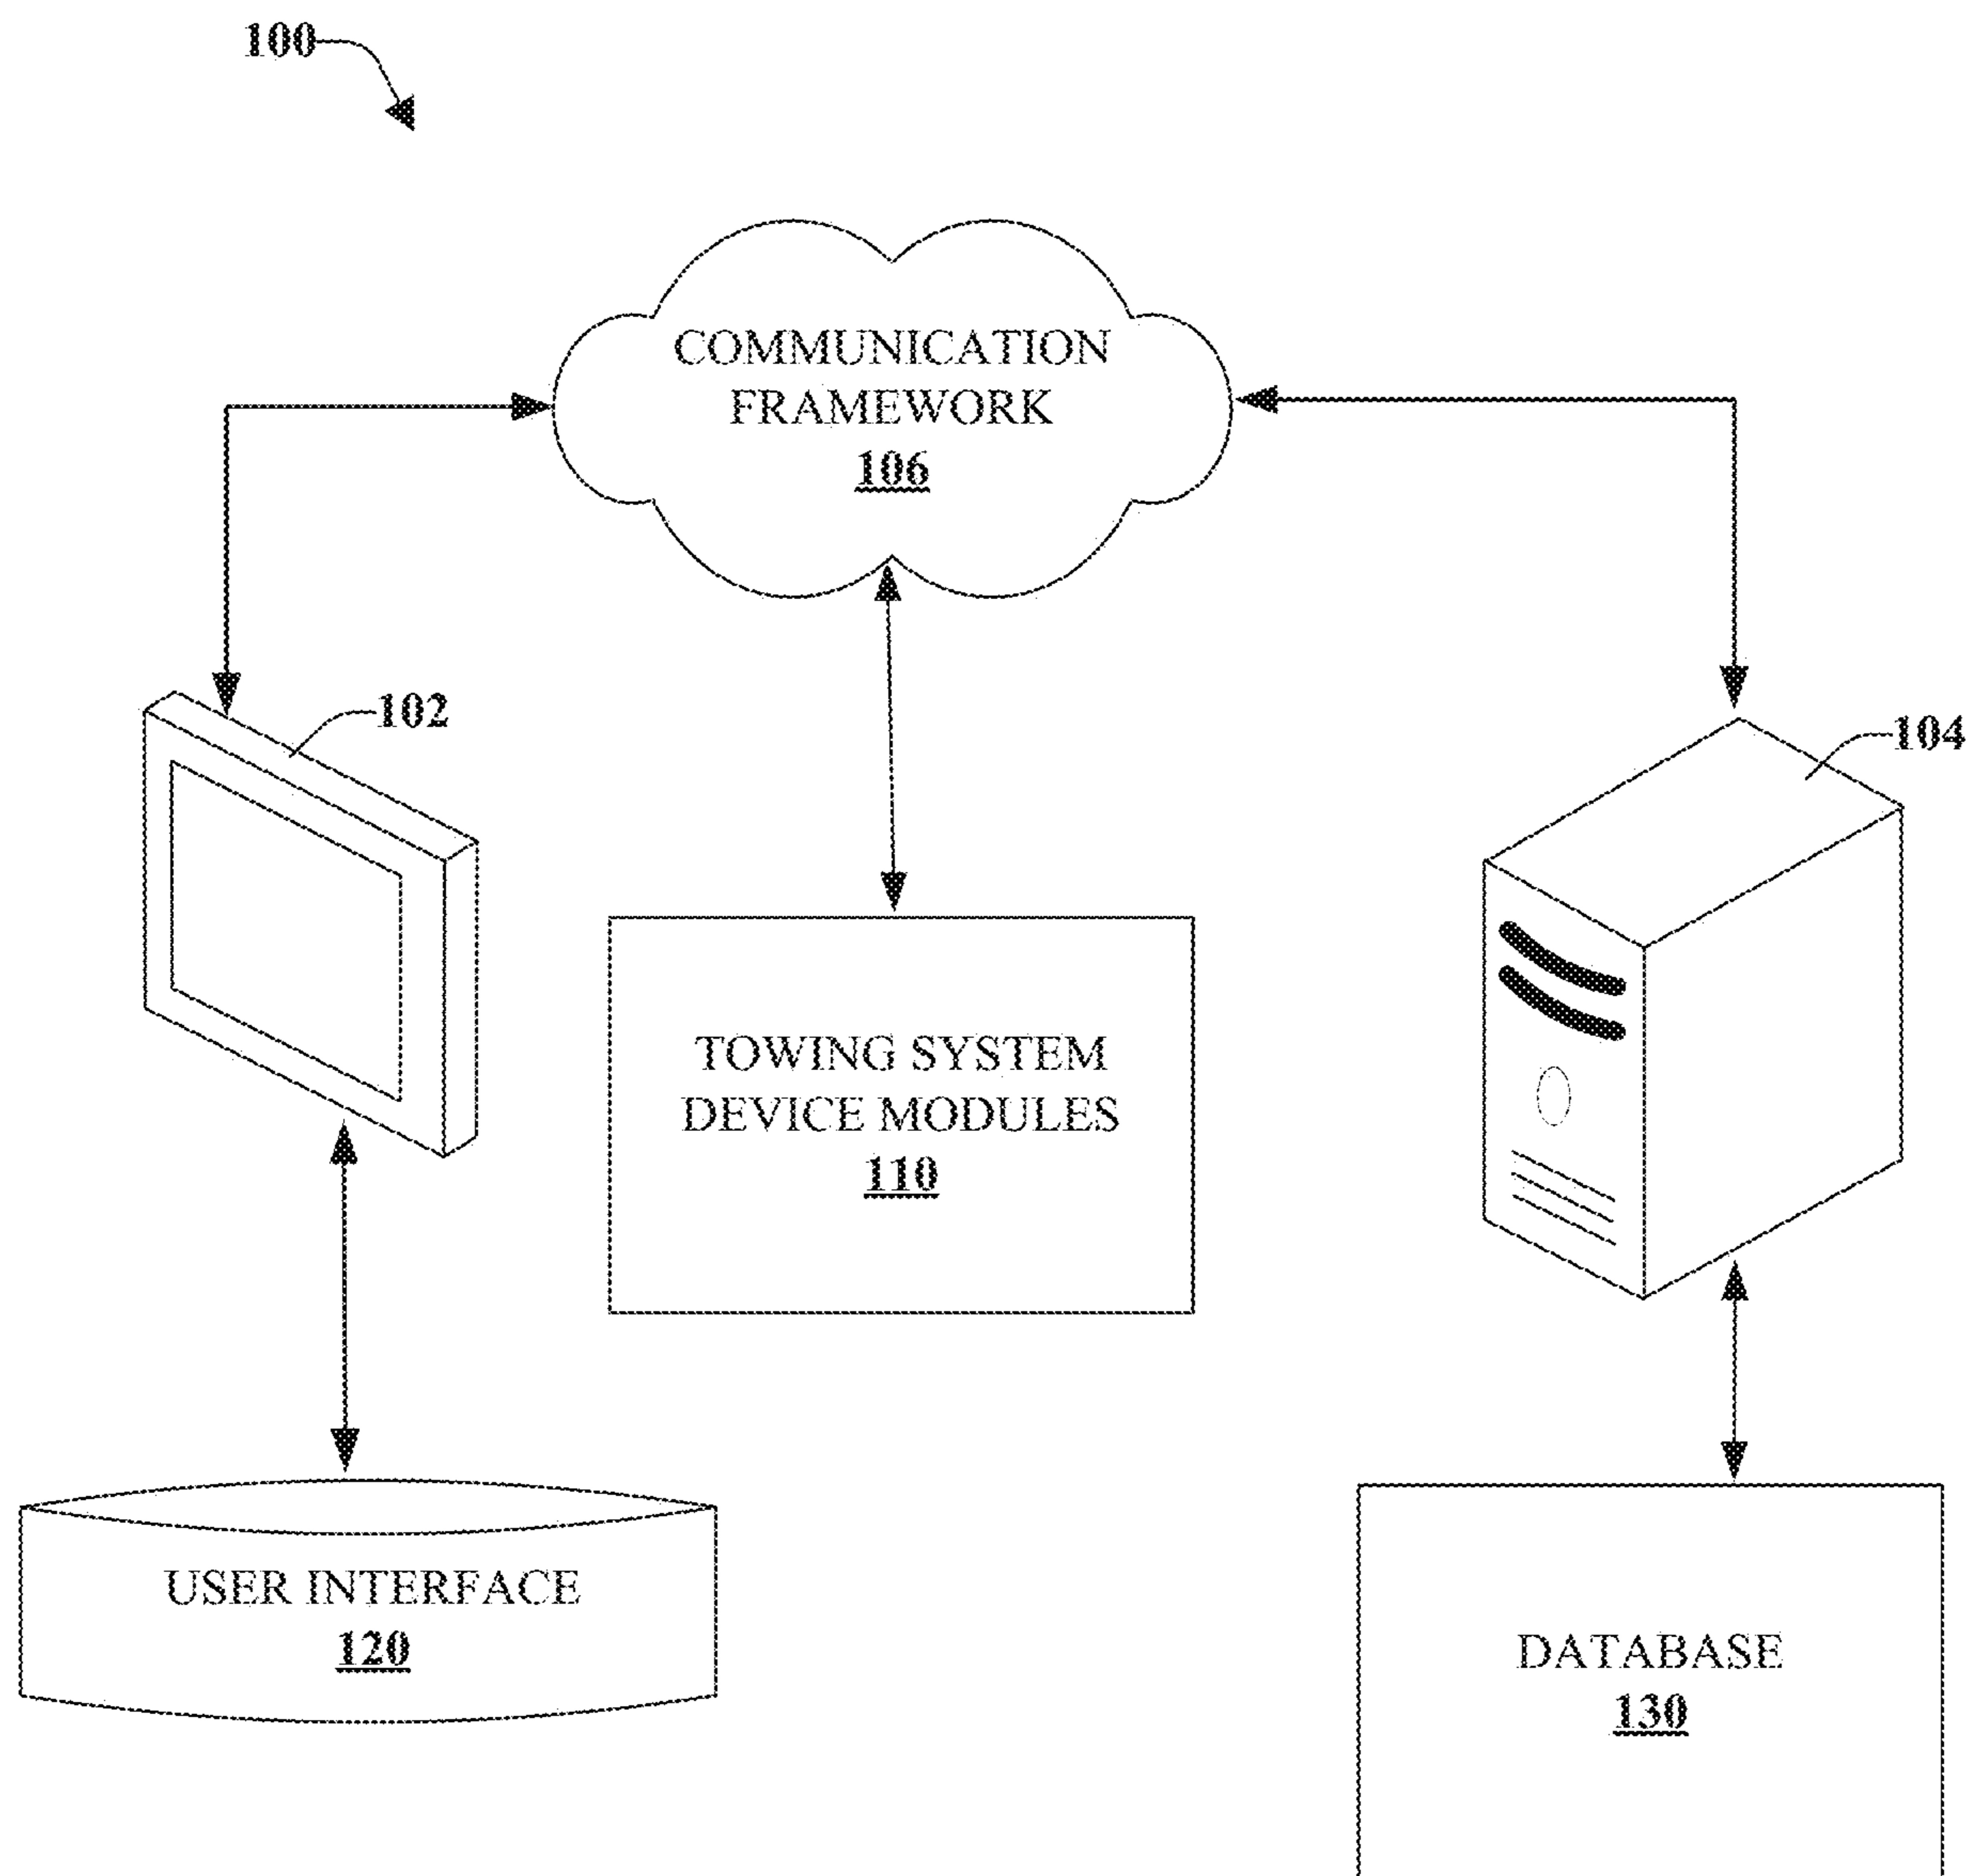 100
COMMUNICATION
FRAMEWORK
106
102
104
TOWING SYSTEM
DEVICE MODULES
110
USER INTERFACE
120
DATABASE
130